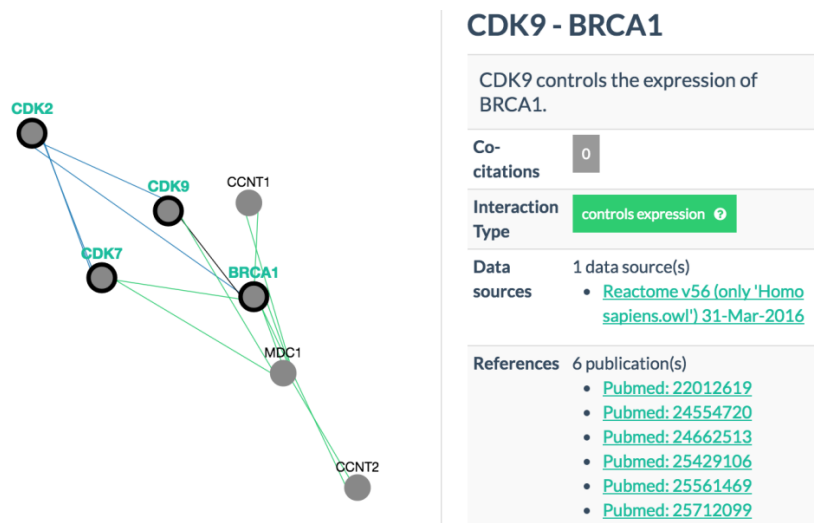 CDK2
CDK9
CCNT1
CDK7
BRCA1
MDC1
CCNT2
CDK9 - BRCA1
CDK9 controls the expression of
BRCA1.
Co-
citations
0
Interaction
Type
controls expression ?
Data
sources
1 data source(s)
• Reactome v56 (only 'Homo
sapiens.owl') 31-Mar-2016
References
6 publication(s)
• Pubmed: 22012619
• Pubmed: 24554720
• Pubmed: 24662513
• Pubmed: 25429106
• Pubmed: 25561469
• Pubmed: 25712099